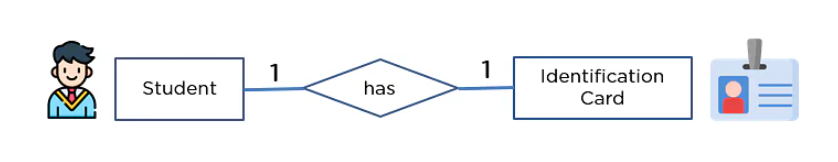 Student
1
has
1
Identification
Card